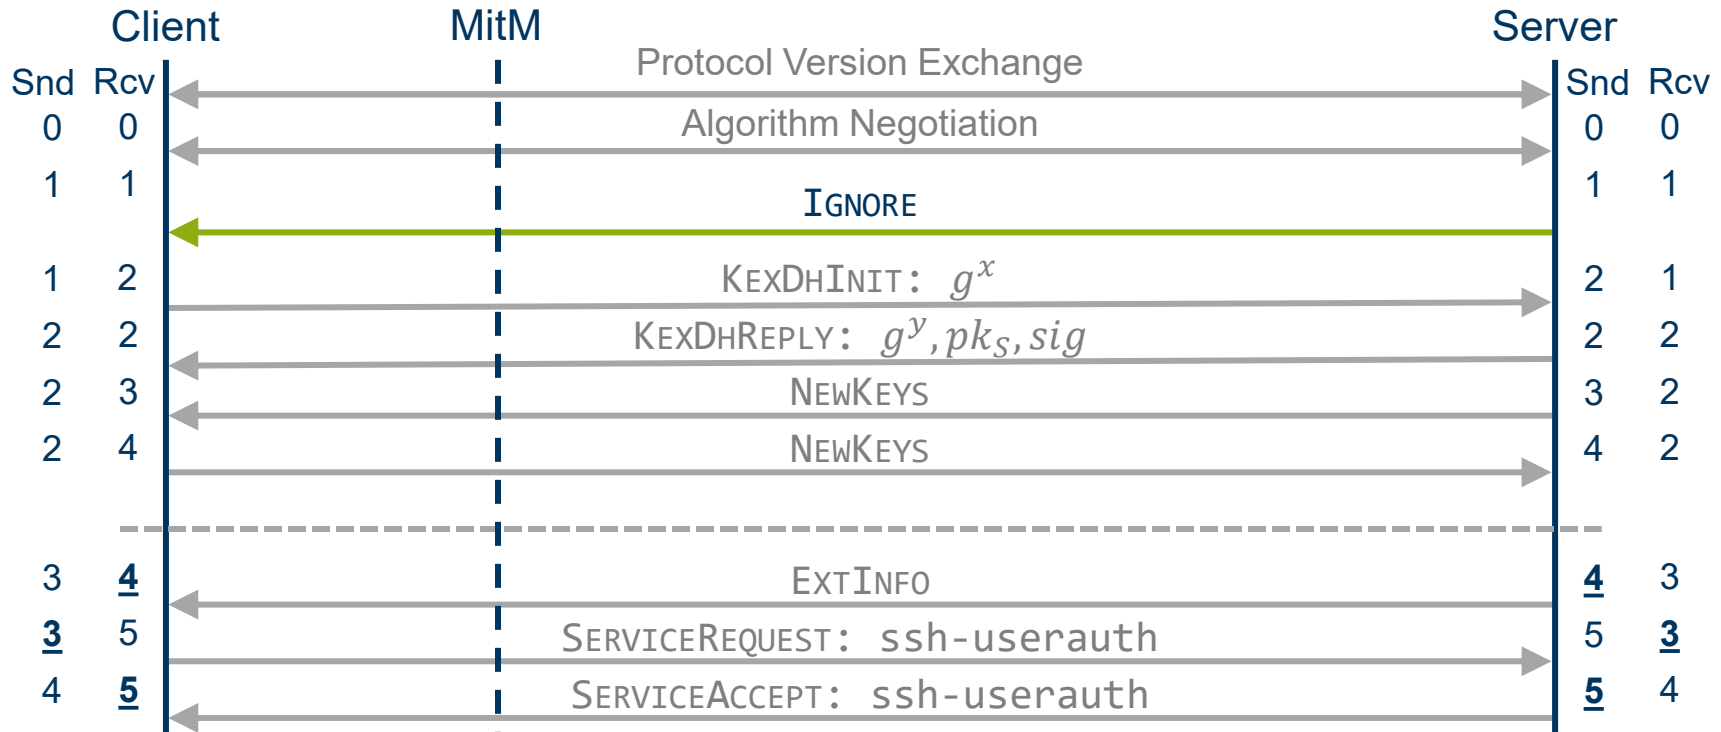 Client MitM Server
Snd Rcv Protocol Version Exchange Snd Rcv
0 0 Algorithm Negotiation 0 0
1 1 1 1
IGNORE
1 2 KEXDHINIT: g^x 2 1
2 2 KEXDHREPLY: g^y, pk_S, sig 2 2
2 3 NEWKEYS 3 2
2 4 NEWKEYS 4 2
3 4 EXTINFO 4 3
3 5 SERVICEREQUEST: ssh-userauth 5 3
4 5 SERVICEACCEPT: ssh-userauth 5 4